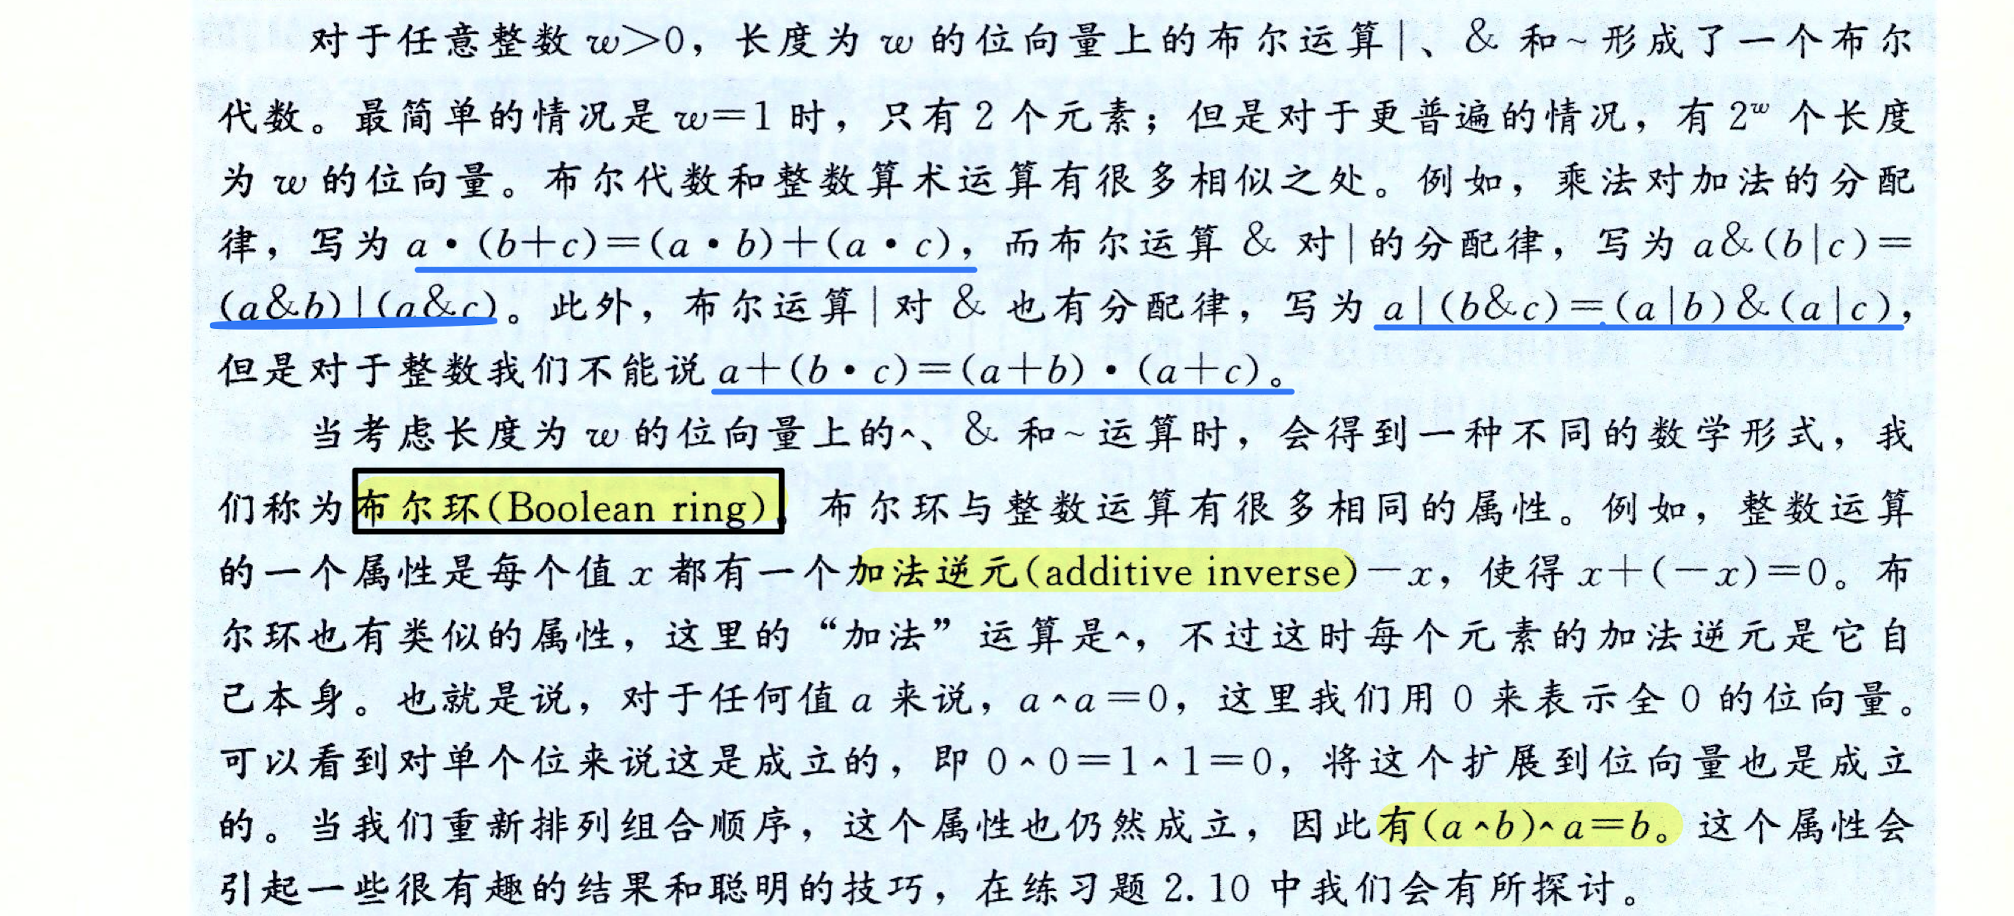 对于任意整数 w>0，长度为 w 的位向量上的布尔运算|、& 和~形成了一个布尔
代数。最简单的情况是 w=1 时，只有 2 个元素；但是对于更普遍的情况，有 2ʷ 个长度
为 w 的位向量。布尔代数和整数算术运算有很多相似之处。例如，乘法对加法的分配
律，写为 a·(b+c)=(a·b)+(a·c)，而布尔运算 & 对|的分配律，写为 a&(b|c)=
(a&b)|(a&c)。此外，布尔运算|对 & 也有分配律，写为 a|(b&c)=(a|b)&(a|c)，
但是对于整数我们不能说 a+(b·c)=(a+b)·(a+c)。
当考虑长度为 w 的位向量上的^、& 和~运算时，会得到一种不同的数学形式，我
们称为布尔环(Boolean ring)。布尔环与整数运算有很多相同的属性。例如，整数运算
的一个属性是每个值 x 都有一个加法逆元(additive inverse)−x，使得 x+(−x)=0。布
尔环也有类似的属性，这里的“加法”运算是^，不过这时每个元素的加法逆元是它自
己本身。也就是说，对于任何值 a 来说，a^a=0，这里我们用 0 来表示全 0 的位向量。
可以看到对单个位来说这是成立的，即 0^0=1^1=0，将这个扩展到位向量也是成立
的。当我们重新排列组合顺序，这个属性也仍然成立，因此有(a^b)^a=b。这个属性会
引起一些很有趣的结果和聪明的技巧，在练习题 2.10 中我们会有所探讨。